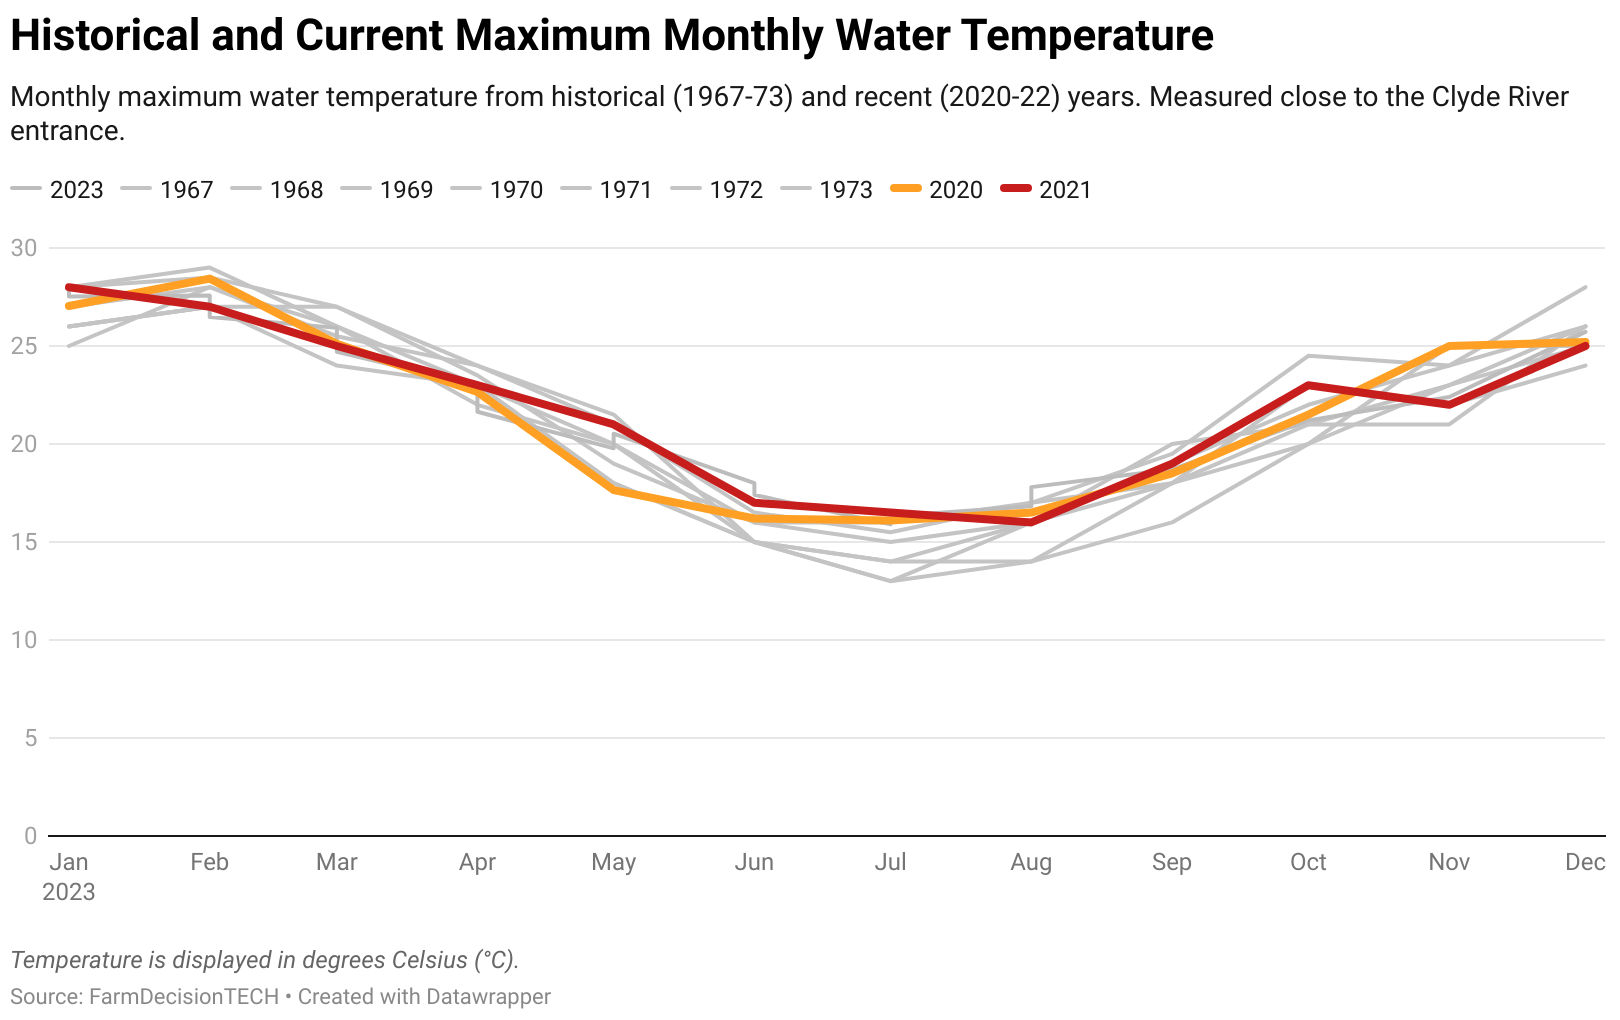 Historical and Current Maximum Monthly Water Temperature
Monthly maximum water temperature from historical (1967-73) and recent (2020-22) years. Measured close to the Clyde River
entrance.
2023 1967 1968 1969 1970 1971 1972 1973 2020 2021
30
25
20
15
10
5
0
Jan Feb Mar Apr May Jun Jul Aug Sep Oct Nov Dec
2023
Temperature is displayed in degrees Celsius (°C).
Source: FarmDecisionTECH • Created with Datawrapper